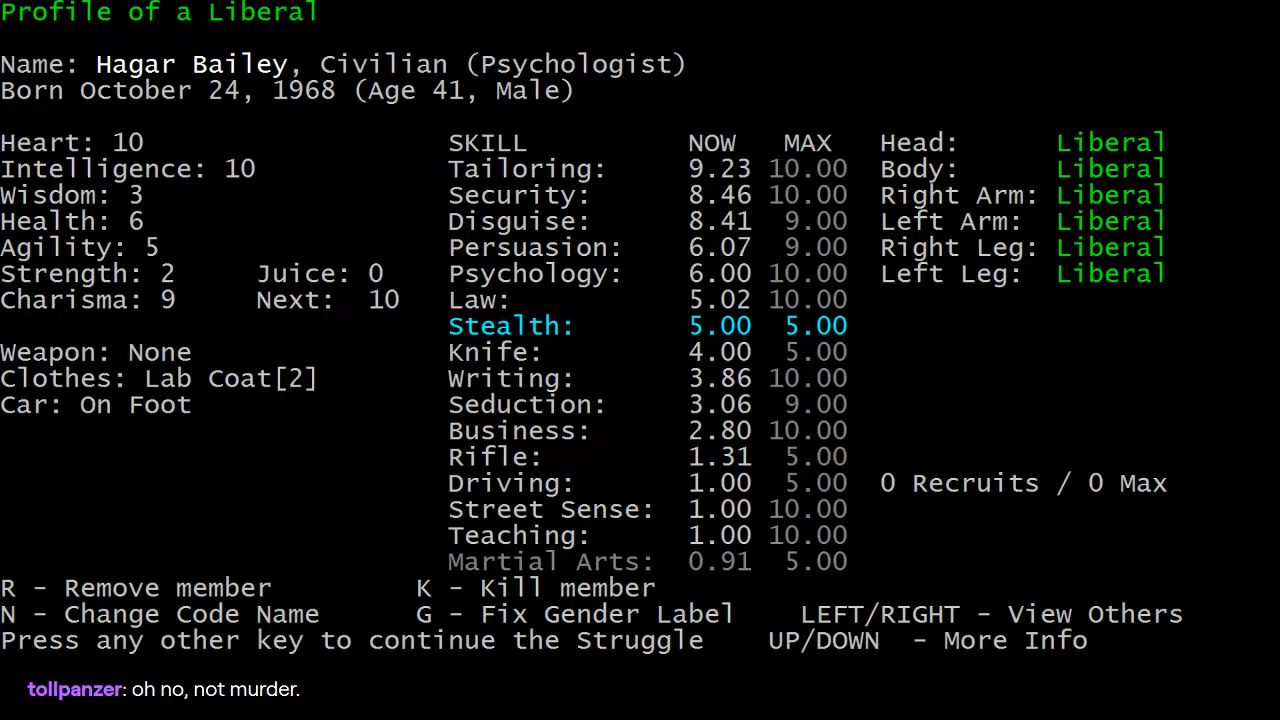 Profile of a Liberal
Name: Hagar Bailey, Civilian (Psychologist)
Born October 24, 1968 (Age 41, Male)
Heart: 10 SKILL NOW MAX Head: Liberal
Intelligence: 10 Tailoring: 9.23 10.00 Body: Liberal
Wisdom: 3 Security: 8.46 10.00 Right Arm: Liberal
Health: 6 Disguise: 8.41 9.00 Left Arm: Liberal
Agility: 5 Persuasion: 6.07 9.00 Right Leg: Liberal
Strength: 2 Juice: 0 Psychology: 6.00 10.00 Left Leg: Liberal
Charisma: 9 Next: 10 Law: 5.02 10.00
Stealth: 5.00 5.00
Weapon: None Knife: 4.00 5.00
Clothes: Lab Coat[2] Writing: 3.86 10.00
Car: On Foot Seduction: 3.06 9.00
Business: 2.80 10.00
Rifle: 1.31 5.00
Driving: 1.00 5.00 0 Recruits / 0 Max
Street Sense: 1.00 10.00
Teaching: 1.00 10.00
Martial Arts: 0.91 5.00
R - Remove member K - Kill member
N - Change Code Name G - Fix Gender Label LEFT/RIGHT - View Others
Press any other key to continue the Struggle UP/DOWN - More Info
tollpanzer: oh no, not murder.